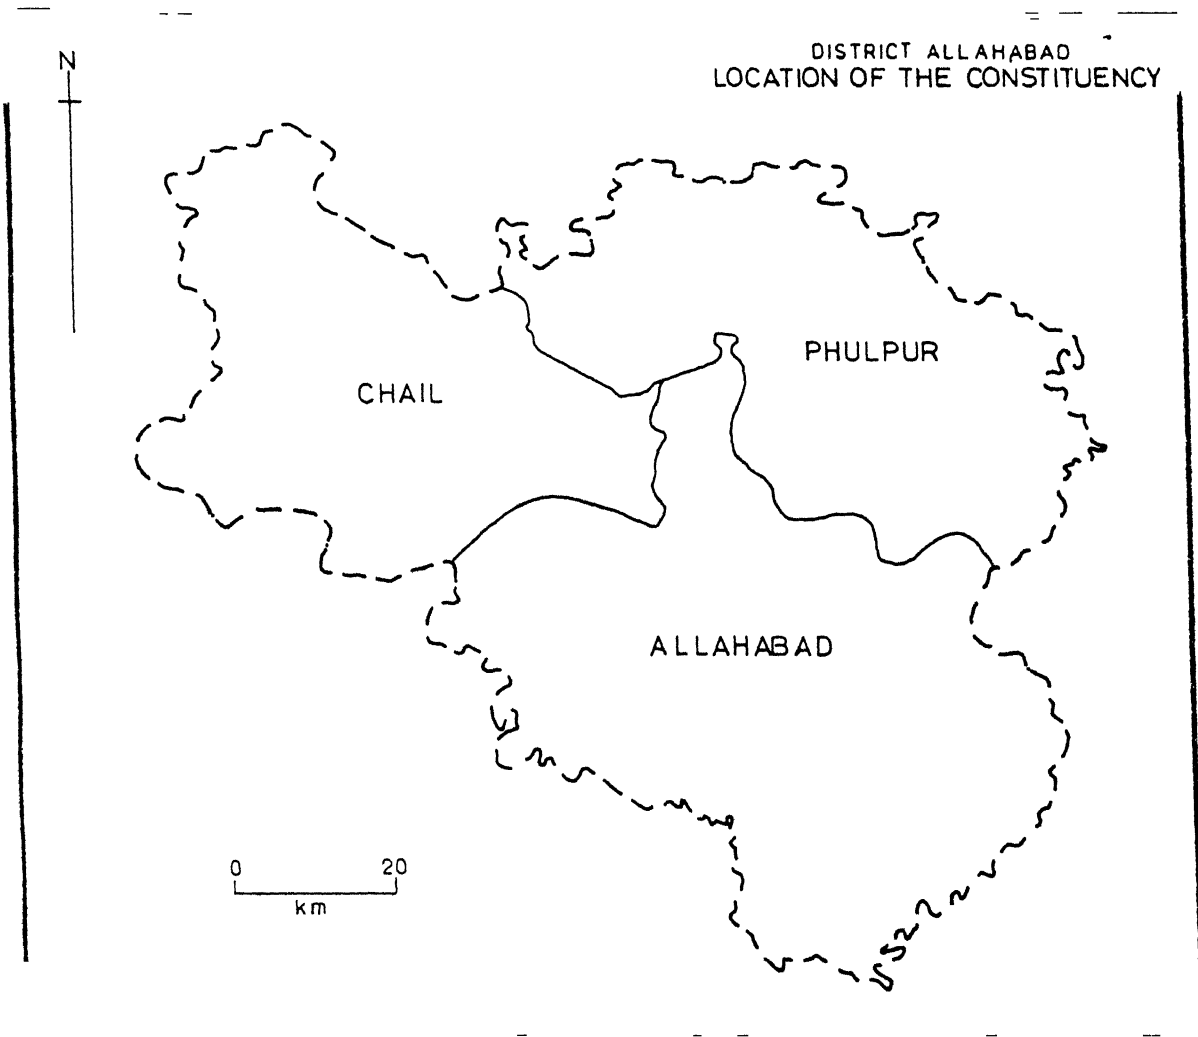 N
DISTRICT ALLAHABAD
LOCATION OF THE CONSTITUENCY
PHULPUR
CHAIL
ALLAHABAD
0 20
km